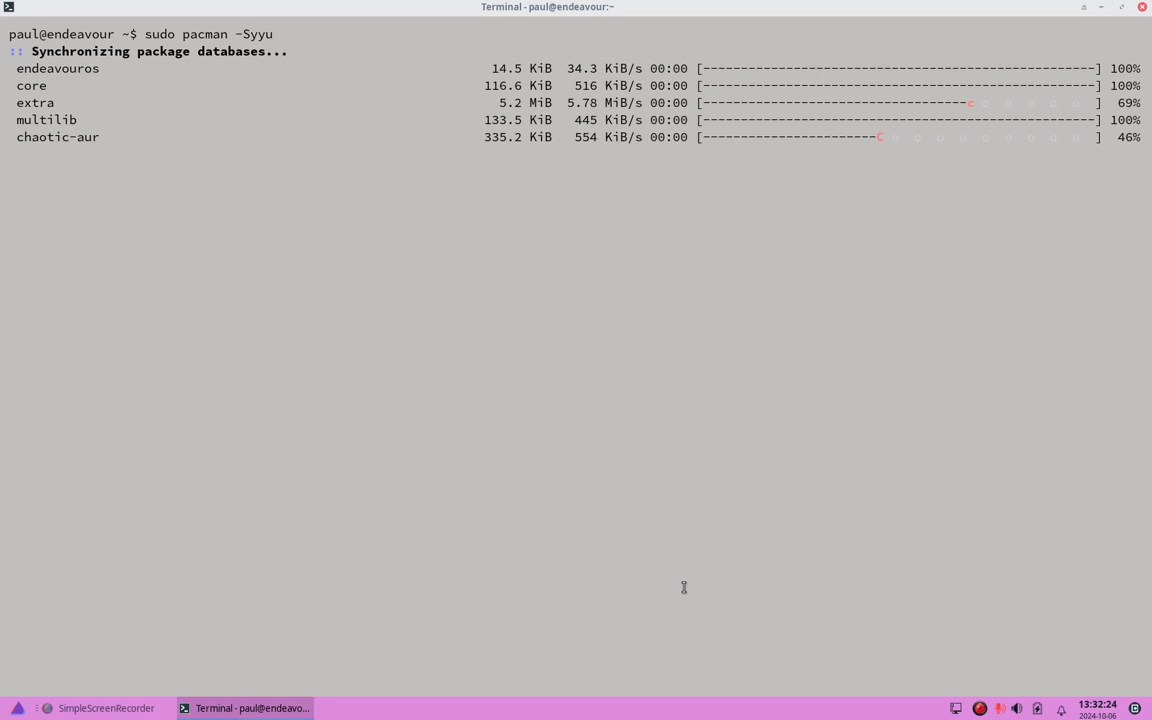 Terminal - paul@endeavour:~
paul@endeavour ~$ sudo pacman -Syyu
:: Synchronizing package databases...
endeavouros 14.5 KiB 34.3 KiB/s 00:00 [----------------------------------------------------] 100%
core 116.6 KiB 516 KiB/s 00:00 [----------------------------------------------------] 100%
extra 5.2 MiB 5.78 MiB/s 00:00 [-----------------------------------c o  o  o  o  o  ] 69%
multilib 133.5 KiB 445 KiB/s 00:00 [----------------------------------------------------] 100%
chaotic-aur 335.2 KiB 554 KiB/s 00:00 [-----------------------C o  o  o  o  o  o  o  o  o  ] 46%
SimpleScreenRecorder
Terminal - paul@endeavo...
13:32:24
2024-10-06